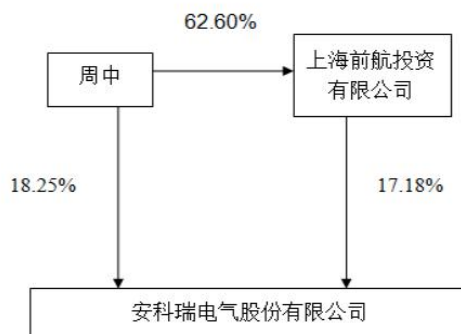 62.60%
周中
上海前航投资
有限公司
18.25%
17.18%
安科瑞电气股份有限公司